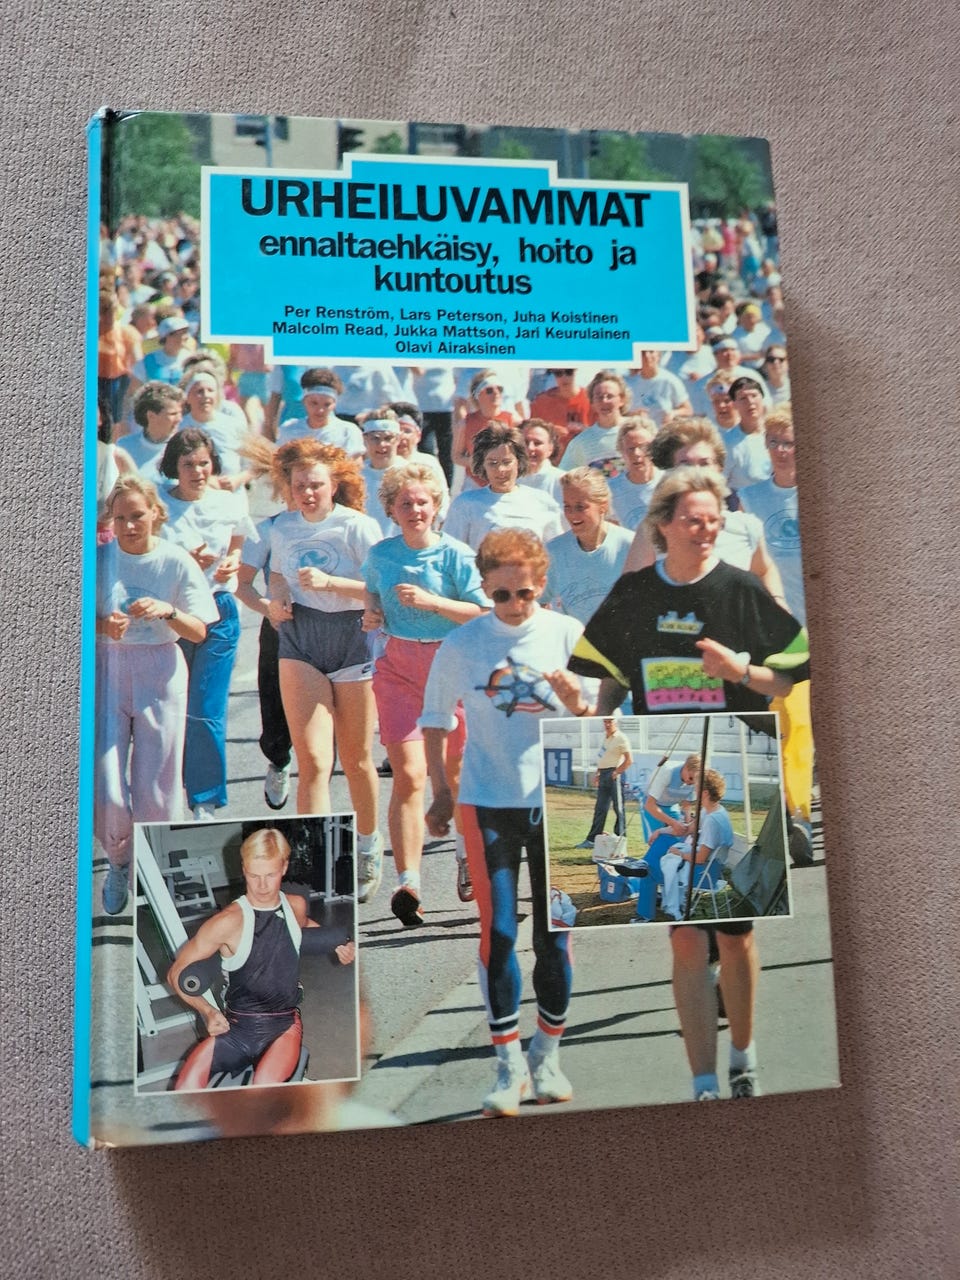 URHEILUVAMMAT
ennaltaehkäisy, hoito ja
kuntoutus
Per Renström, Lars Peterson, Juha Koistinen
Malcolm Read, Jukka Mattson, Jari Keurulainen
Olavi Airaksinen
ti